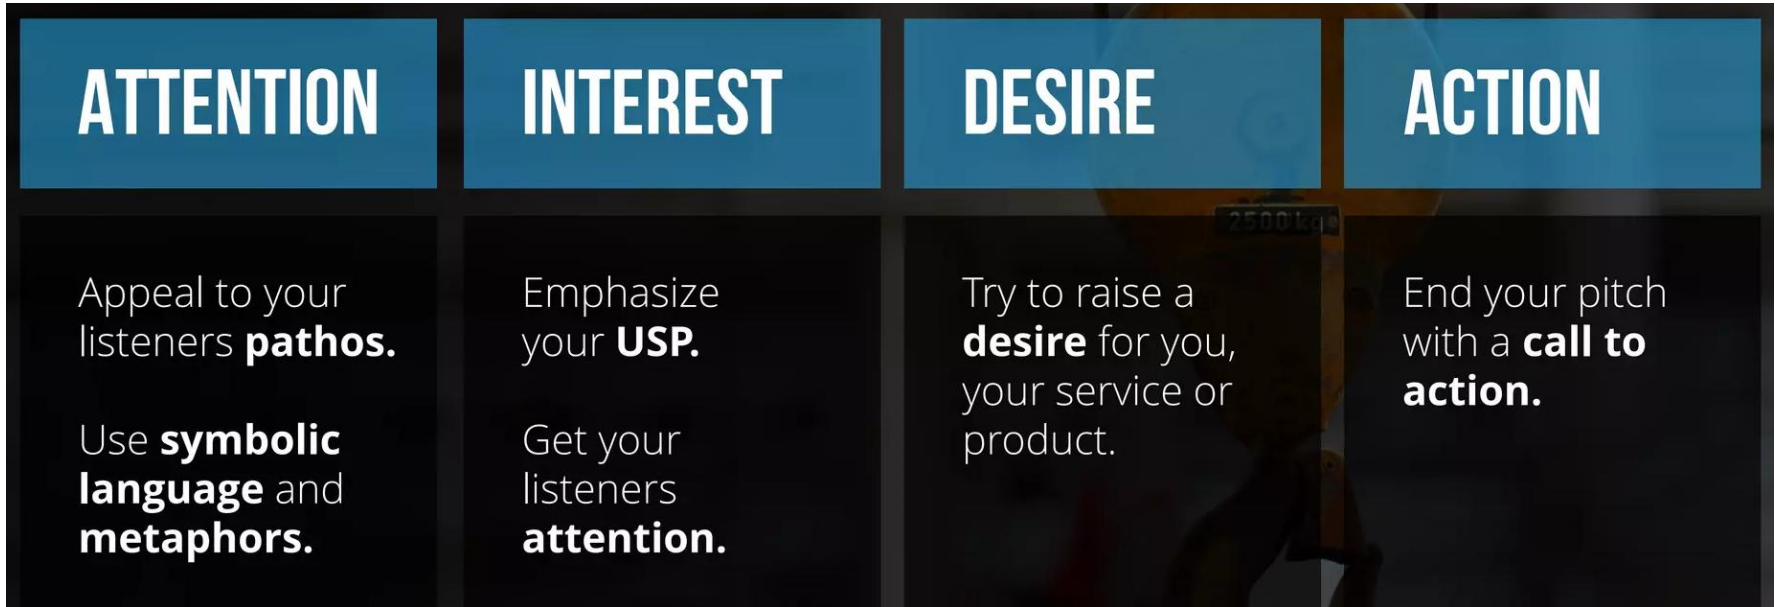 ATTENTION
INTEREST
DESIRE
ACTION
2500kg
Appeal to your
listeners pathos.
Use symbolic
language and
metaphors.
Emphasize
your USP.
Get your
listeners
attention.
Try to raise a
desire for you,
your service or
product.
End your pitch
with a call to
action.